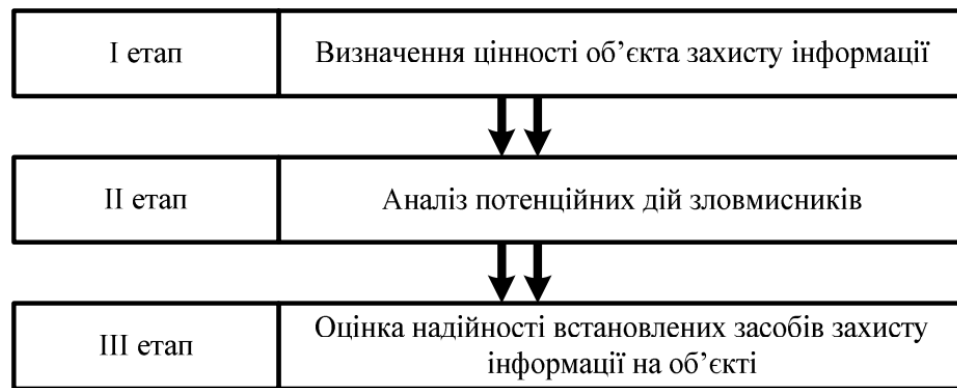 I етап
Визначення цінності об’єкта захисту інформації
II етап
Аналіз потенційних дій зловмисників
III етап
Оцінка надійності встановлених засобів захисту
інформації на об’єкті